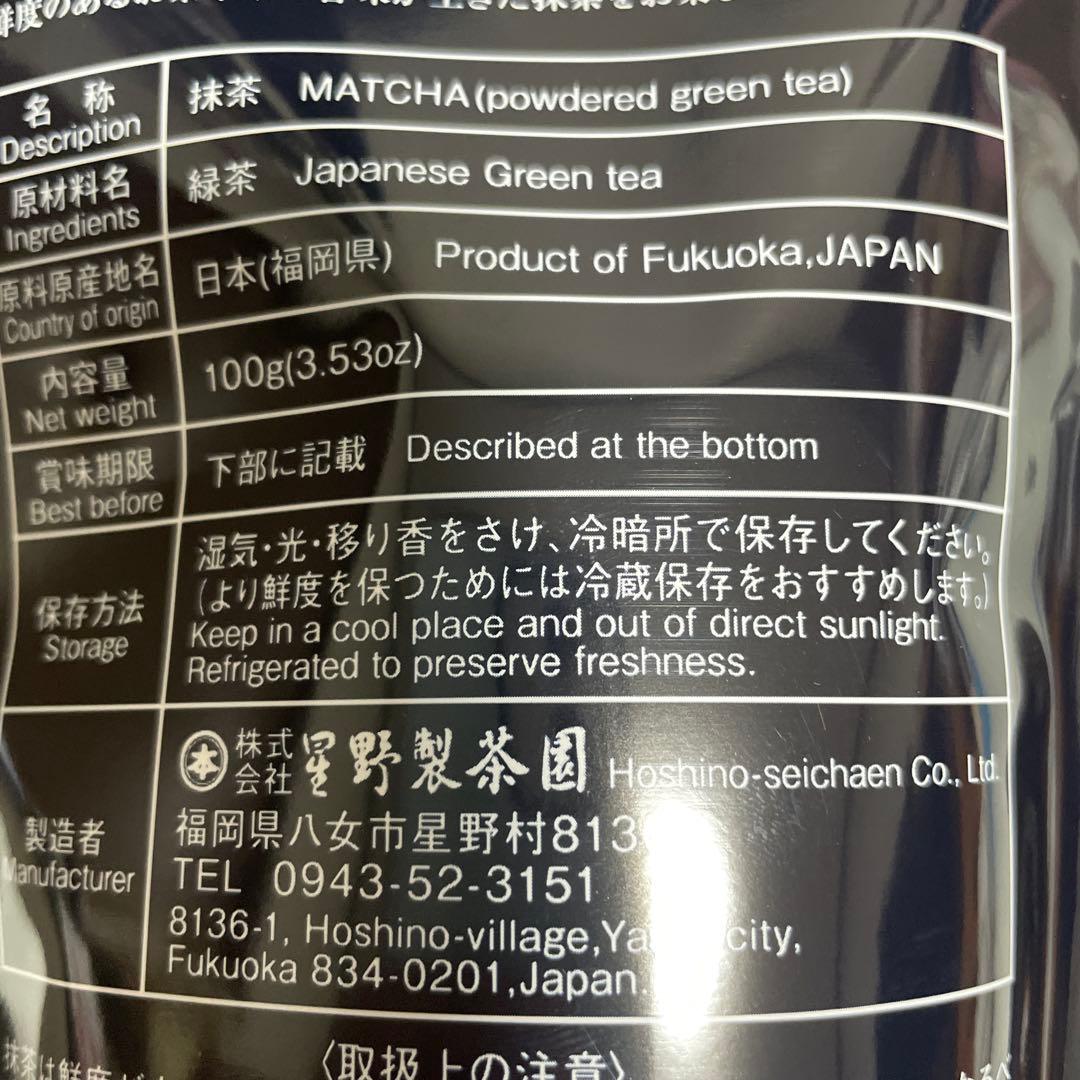 名称 Description 抹茶 MATCHA(powdered green tea)
原材料名 Ingredients 緑茶 Japanese Green tea
原料原産地名 Country of origin 日本(福岡県) Product of Fukuoka,JAPAN
内容量 Net weight 100g(3.53oz)
賞味期限 Best before 下部に記載 Described at the bottom
保存方法 Storage
湿気・光・移り香をさけ、冷暗所で保存してください。
(より鮮度を保つためには冷蔵保存をおすすめします。)
Keep in a cool place and out of direct sunlight.
Refrigerated to preserve freshness.
製造者 Manufacturer
本 株式会社 星野製茶園 Hoshino-seichaen Co., Ltd.
福岡県八女市星野村813
TEL 0943-52-3151
8136-1, Hoshino-village, city,
Fukuoka 834-0201,Japan.
〈取扱上の注意〉
抹茶は鮮度が